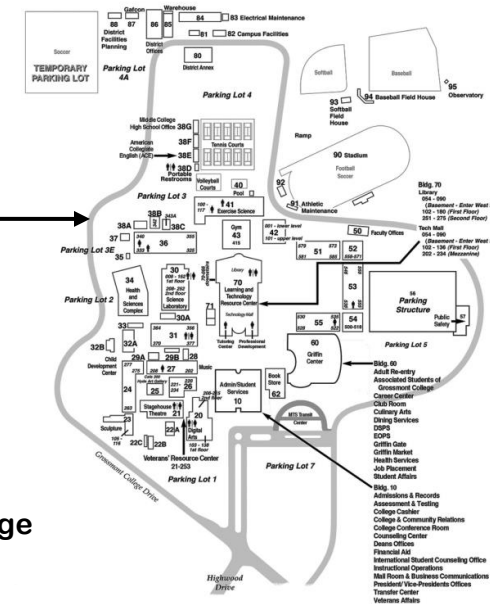 Gafcon
Warehouse
88
87
86
85
84
83 Electrical Maintenance
District
Facilities
Planning
District
Offices
81
82 Campus Facilities
Soccer
TEMPORARY
PARKING LOT
Parking Lot
4A
80
District Annex
Softball
Baseball
95
Observatory
Parking Lot 4
94 Baseball Field House
93
Softball
Field
House
Middle College
High School Office 38G
38F
American
Collegiate
English (ACE)
38E
38D
Portable
Restrooms
Tennis Courts
Ramp
90 Stadium
Football
Soccer
Volleyball
Courts
40
Pool
92
91 Athletic
Maintenance
Parking Lot 3
41
Exercise Science
38B
38A
38C
37
Parking Lot 3E
35
36
Gym
43
415
42
001 - lower level
101 - upper level
50
Faculty Offices
51
52
Bldg. 70
Library
054 - 090
(Basement - Enter West)
102 - 180 (First Floor)
251 - 275 (Second Floor)
Tech Mall
054 - 090
(Basement - Enter West)
102 - 136 (First Floor)
202 - 234 (Mezzanine)
34
Health
and
Sciences
Complex
Parking Lot 2
30
Science
Laboratory
30A
Library
70
Learning and
Technology
Resource Center
Technology Mall
71
Tutoring
Center
Professional
Development
53
54
55
56
Parking
Structure
Public
Safety
57
Parking Lot 5
60
Griffin
Center
33
32A
32B
31
Child
Development
Center
29A
29B
28
27
Music
26
25
24
Hyde Art Gallery
Stagehouse
Theatre
21
20
Digital
Arts
Sculpture
23
22A
22B
22C
Admin/Student
Services
10
Book
Store
62
MTS Transit
Center
Veterans' Resource Center
21-253
Parking Lot 1
Parking Lot 7
Grossmont College Drive
Highwood
Drive
Bldg. 60
Adult Re-entry
Associated Students of
Grossmont College
Career Center
Club Room
Culinary Arts
Dining Services
DSPS
EOPS
Griffin Gate
Griffin Market
Health Services
Job Placement
Student Affairs
Bldg. 10
Admissions & Records
Assessment & Testing
College Cashier
College & Community Relations
College Conference Room
Counseling Center
Deans Offices
Financial Aid
International Student Counseling Office
Instructional Operations
Mail Room & Business Communications
President/ Vice-Presidents Offices
Transfer Center
Veterans Affairs
ge